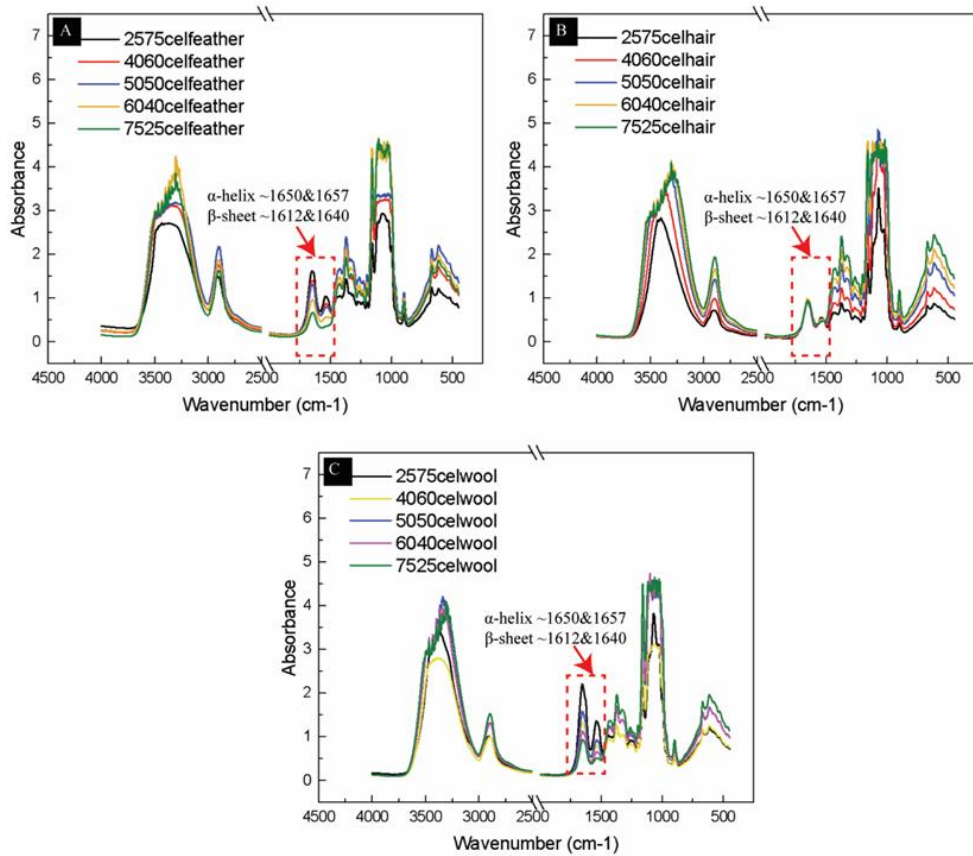 A
2575celfeather
4060celfeather
5050celfeather
6040celfeather
7525celfeather
α-helix ~1650&1657
β-sheet ~1612&1640
Absorbance
7
6
5
4
3
2
1
0
4500 4000 3500 3000 2500 1500 1000 500
Wavenumber (cm-1)
B
2575celhair
4060celhair
5050celhair
6040celhair
7525celhair
α-helix ~1650&1657
β-sheet ~1612&1640
Absorbance
7
6
5
4
3
2
1
0
4500 4000 3500 3000 2500 1500 1000 500
Wavenumber (cm-1)
C
2575celwool
4060celwool
5050celwool
6040celwool
7525celwool
α-helix ~1650&1657
β-sheet ~1612&1640
Absorbance
7
6
5
4
3
2
1
0
4500 4000 3500 3000 2500 1500 1000 500
Wavenumber (cm-1)